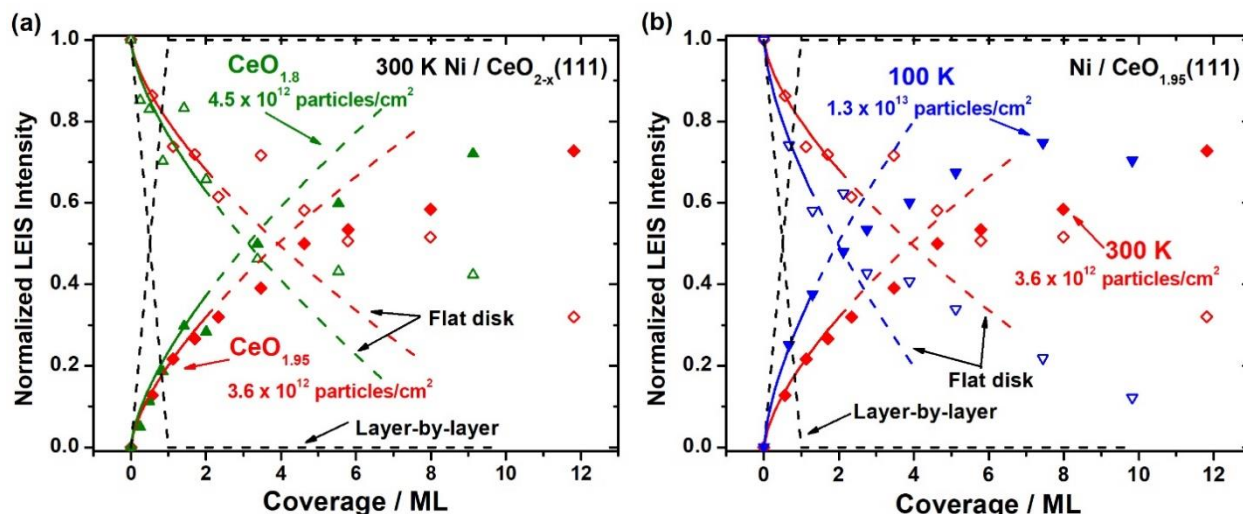 (a)
Normalized LEIS Intensity
1.0
0.8
0.6
0.4
0.2
0.0
CeO1.8
4.5 x 10^12 particles/cm^2
300 K Ni / CeO2-x(111)
Flat disk
CeO1.95
3.6 x 10^12 particles/cm^2
Layer-by-layer
0 2 4 6 8 10 12
Coverage / ML
(b)
Normalized LEIS Intensity
1.0
0.8
0.6
0.4
0.2
0.0
Ni / CeO1.95(111)
100 K
1.3 x 10^13 particles/cm^2
300 K
3.6 x 10^12 particles/cm^2
Flat disk
Layer-by-layer
0 2 4 6 8 10 12
Coverage / ML